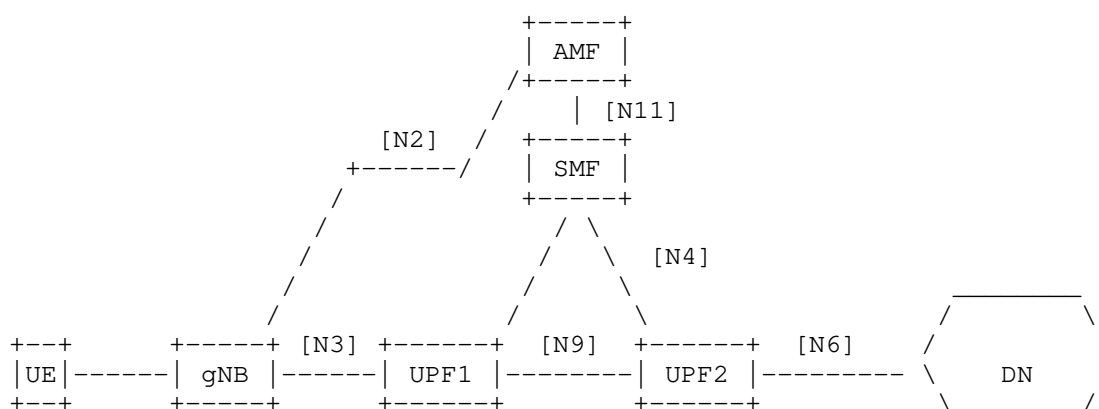 AMF
[N11]
[N2]
SMF
[N4]
[N3] [N9] [N6]
UE gNB UPF1 UPF2 DN